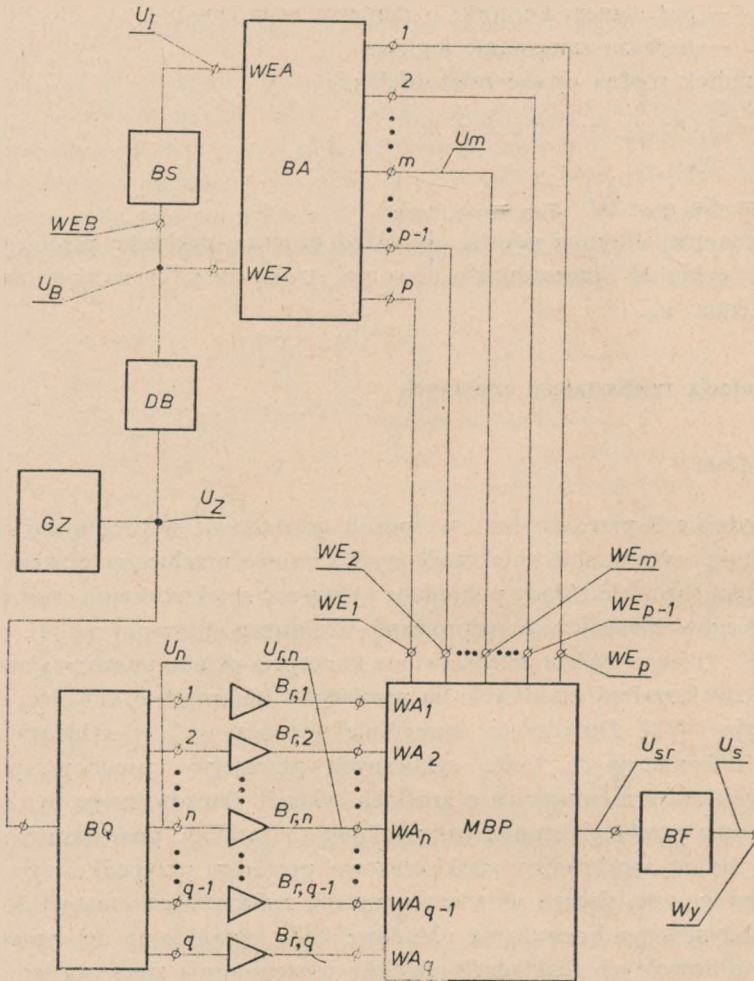 U_I
1
WEA
2
BS
BA
m
Um
WEB
p-1
U_B
WEZ
p
DB
GZ
U_Z
WE_2
WE_m
WE_1
WE_p-1
U_n
U_r,n
WE_p
1
B_r,1
WA_1
2
B_r,2
WA_2
U_sr
U_s
BQ
n
B_r,n
WA_n
MBP
BF
q-1
B_r,q-1
WA_q-1
Wy
q
B_r,q
WA_q